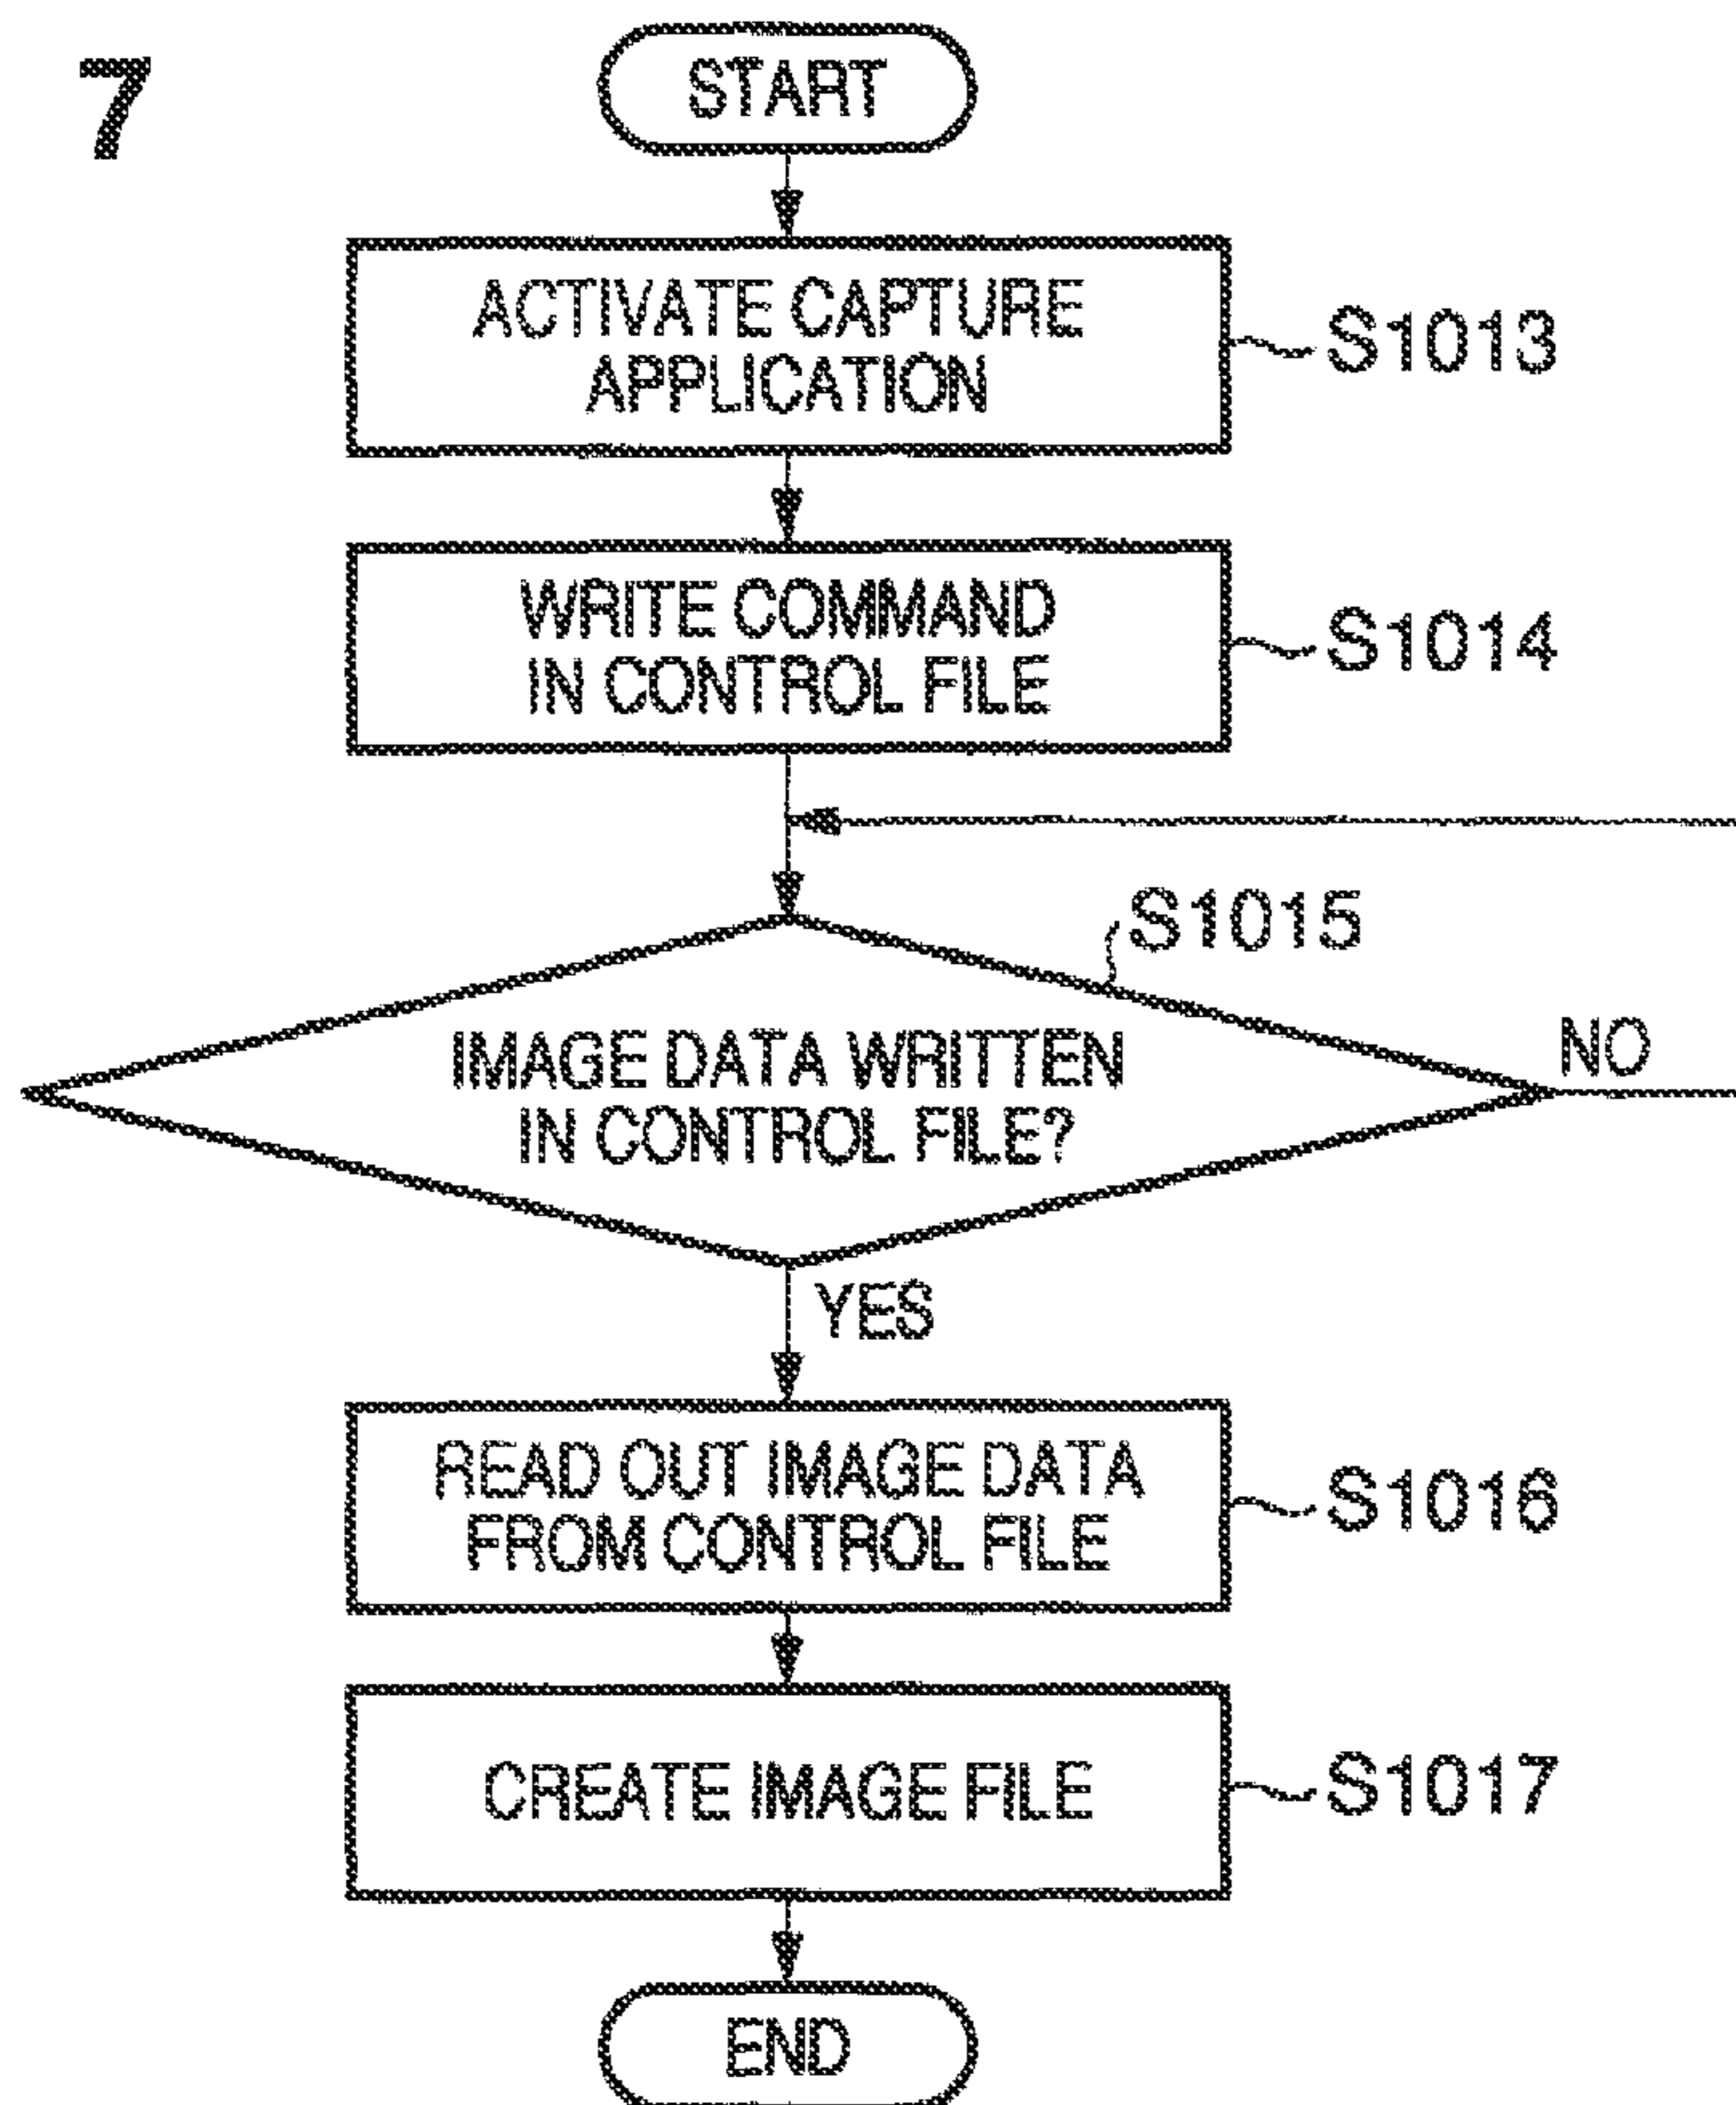 7
START
ACTIVATE CAPTURE
APPLICATION
S1013
WRITE COMMAND
IN CONTROL FILE
S1014
S1015
IMAGE DATA WRITTEN
IN CONTROL FILE?
NO
YES
READ OUT IMAGE DATA
FROM CONTROL FILE
S1016
CREATE IMAGE FILE
S1017
END